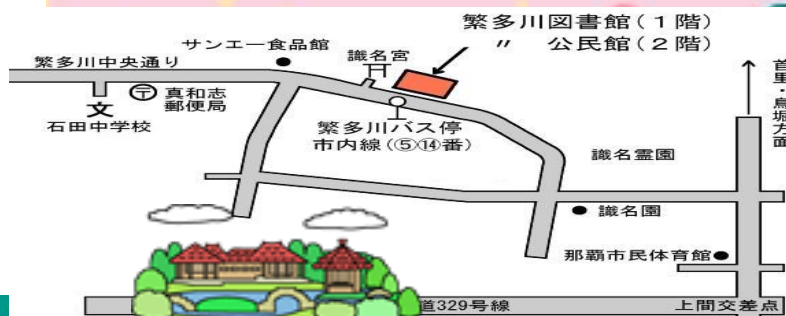 繁多川図書館(1階)
〃 公民館(2階)
サンエー食品館
識名宮
繁多川中央通り
真和志
郵便局
文
石田中学校
繁多川バス停
市内線(⑤⑭番)
首里・鳥堀方面
識名霊園
識名園
那覇市民体育館
道329号線
上間交差点